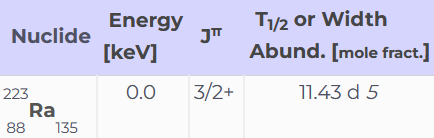 Nuclide Energy [keV] Jπ T1/2 or Width Abund. [mole fract.]
223 Ra 88 135 0.0 3/2+ 11.43 d 5